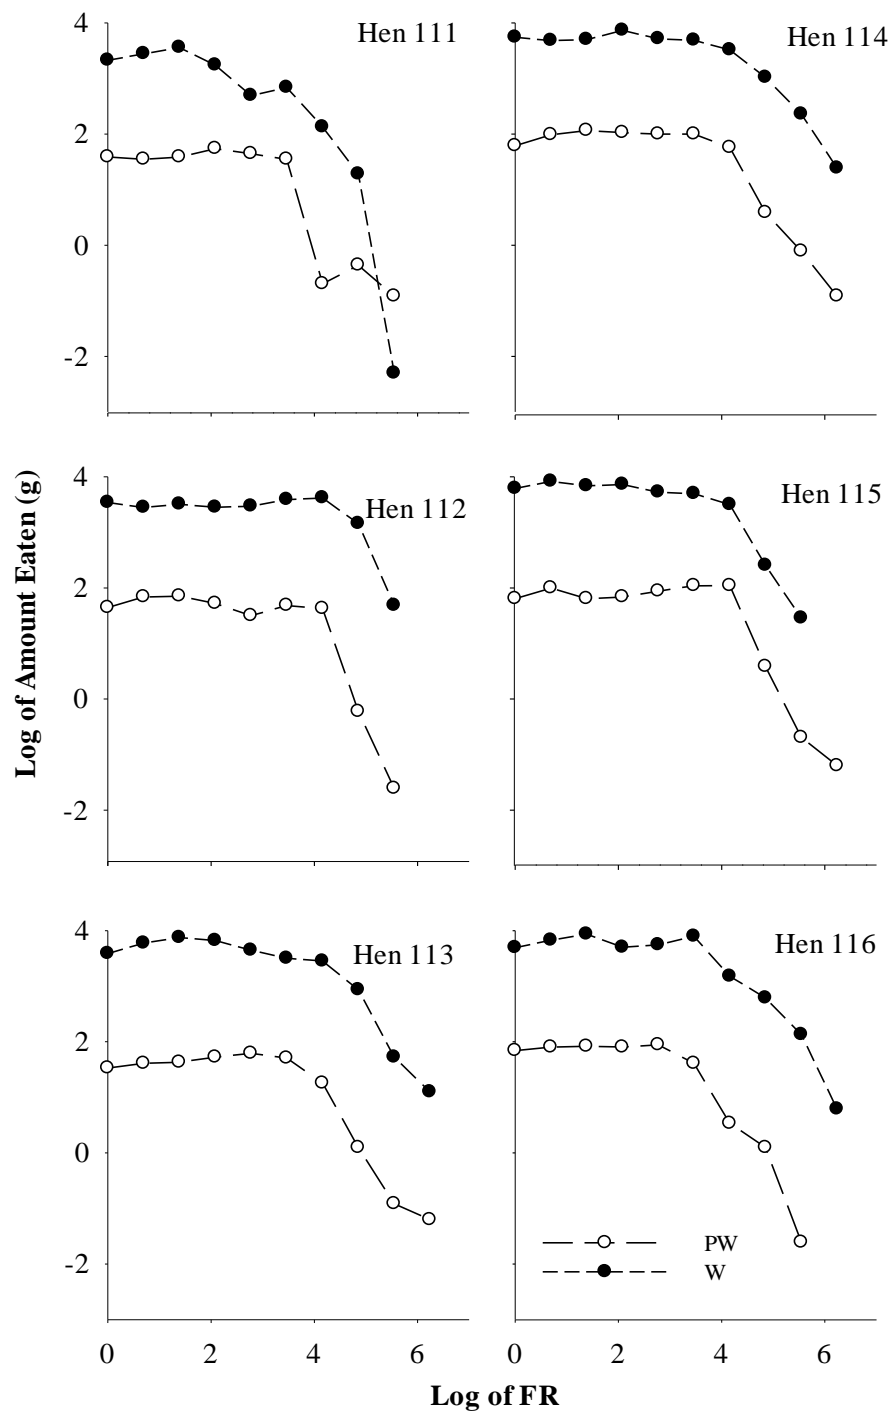 Hen 111
4
2
0
-2
Hen 114
Log of Amount Eaten (g)
Hen 112
4
2
0
-2
Hen 115
Hen 113
4
2
0
-2
Hen 116
PW
W
0 2 4 6
0 2 4 6
Log of FR